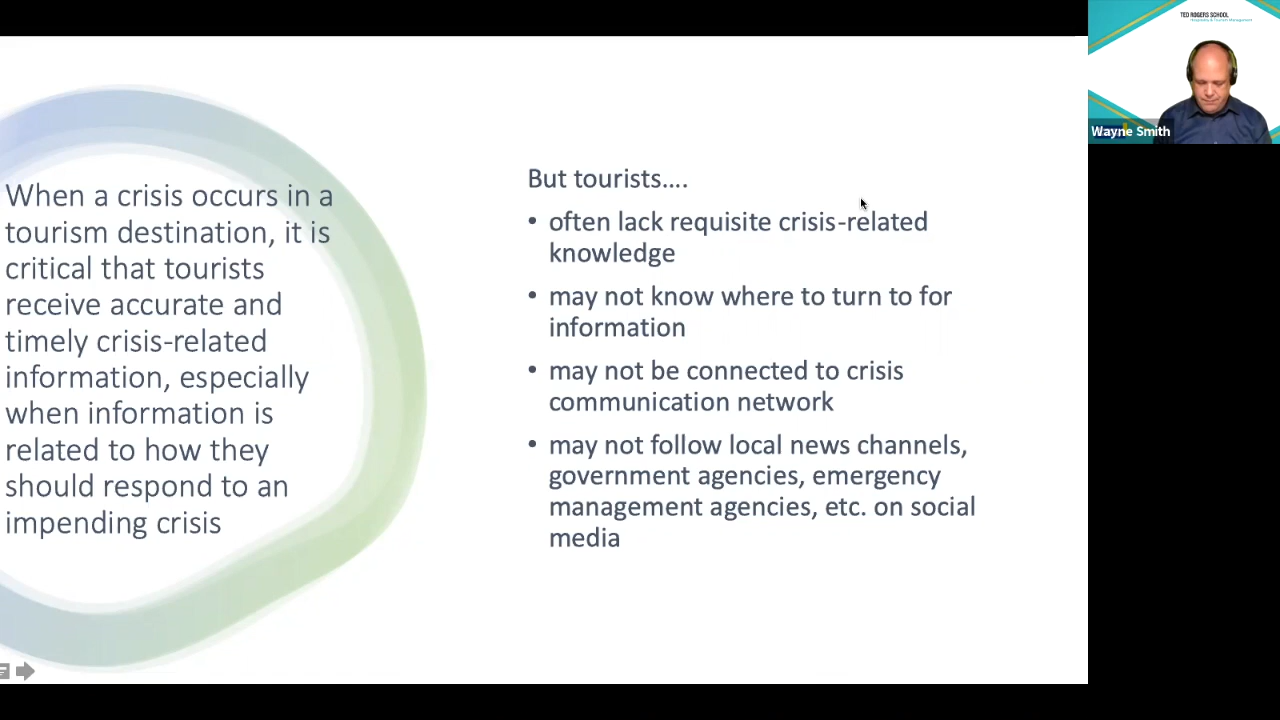 When a crisis occurs in a
tourism destination, it is
critical that tourists
receive accurate and
timely crisis-related
information, especially
when information is
related to how they
should respond to an
impending crisis
But tourists....
• often lack requisite crisis-related
knowledge
• may not know where to turn to for
information
• may not be connected to crisis
communication network
• may not follow local news channels,
government agencies, emergency
management agencies, etc. on social
media
TED ROGERS SCHOOL
Hospitality & Tourism Management
Wayne Smith